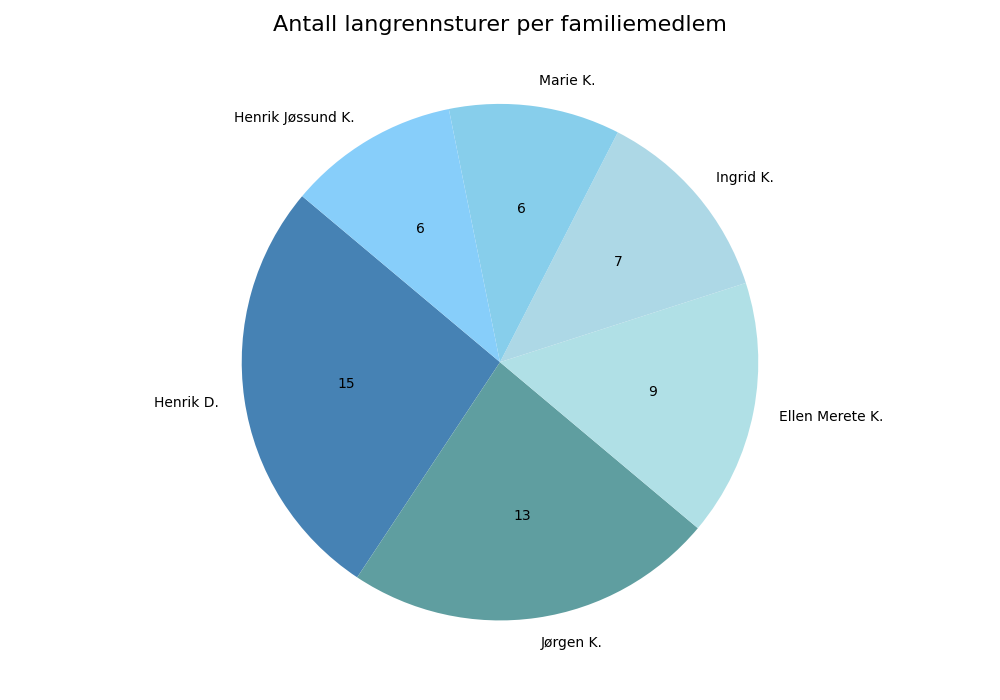 Antall langrennsturer per familiemedlem
Marie K.
Henrik Jøssund K.
Ingrid K.
6
6
7
15
9
Henrik D.
Ellen Merete K.
13
Jørgen K.